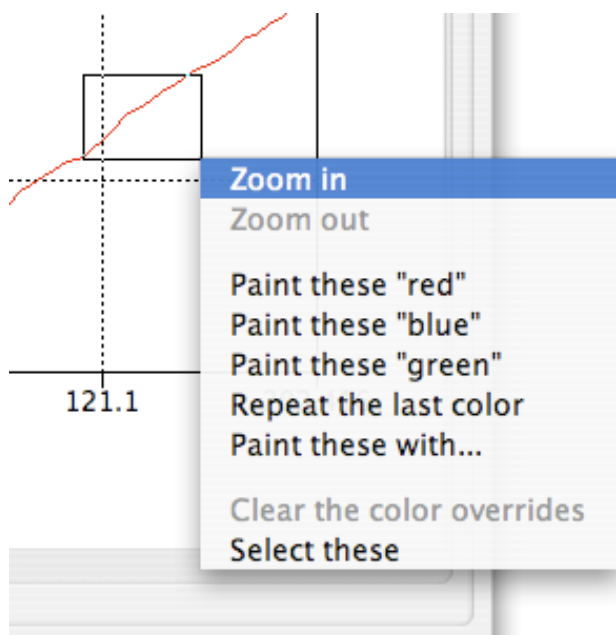 Zoom in
Zoom out
Paint these "red"
Paint these "blue"
Paint these "green"
121.1
Repeat the last color
Paint these with...
Clear the color overrides
Select these